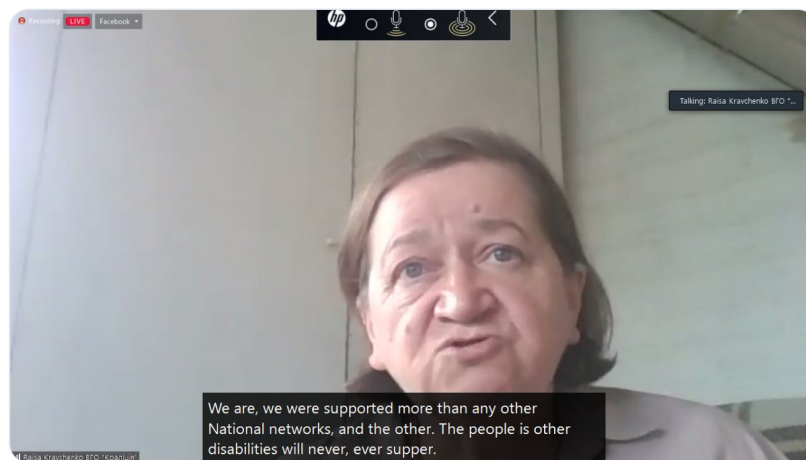 Recording LIVE Facebook
hp
Talking: Raisa Kravchenko ВГО "...
We are, we were supported more than any other
National networks, and the other. The people is other
disabilities will never, ever supper.
Raisa Kravchenko ВГО "Коаліція"